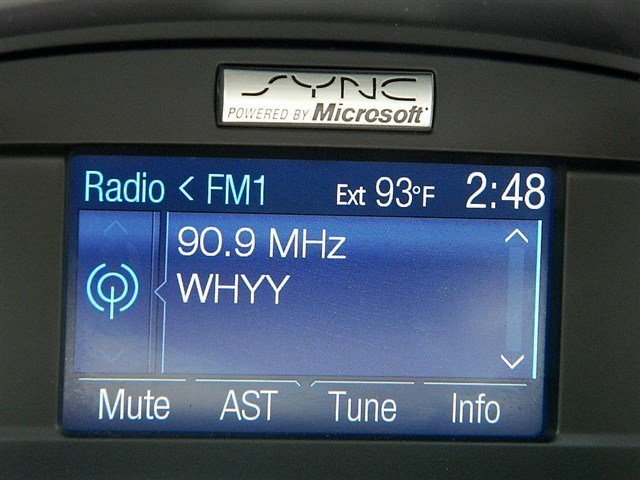 SYNC
POWERED BY Microsoft
Radio < FM1 Ext 93°F 2:48
90.9 MHz
WHYY
Mute AST Tune Info